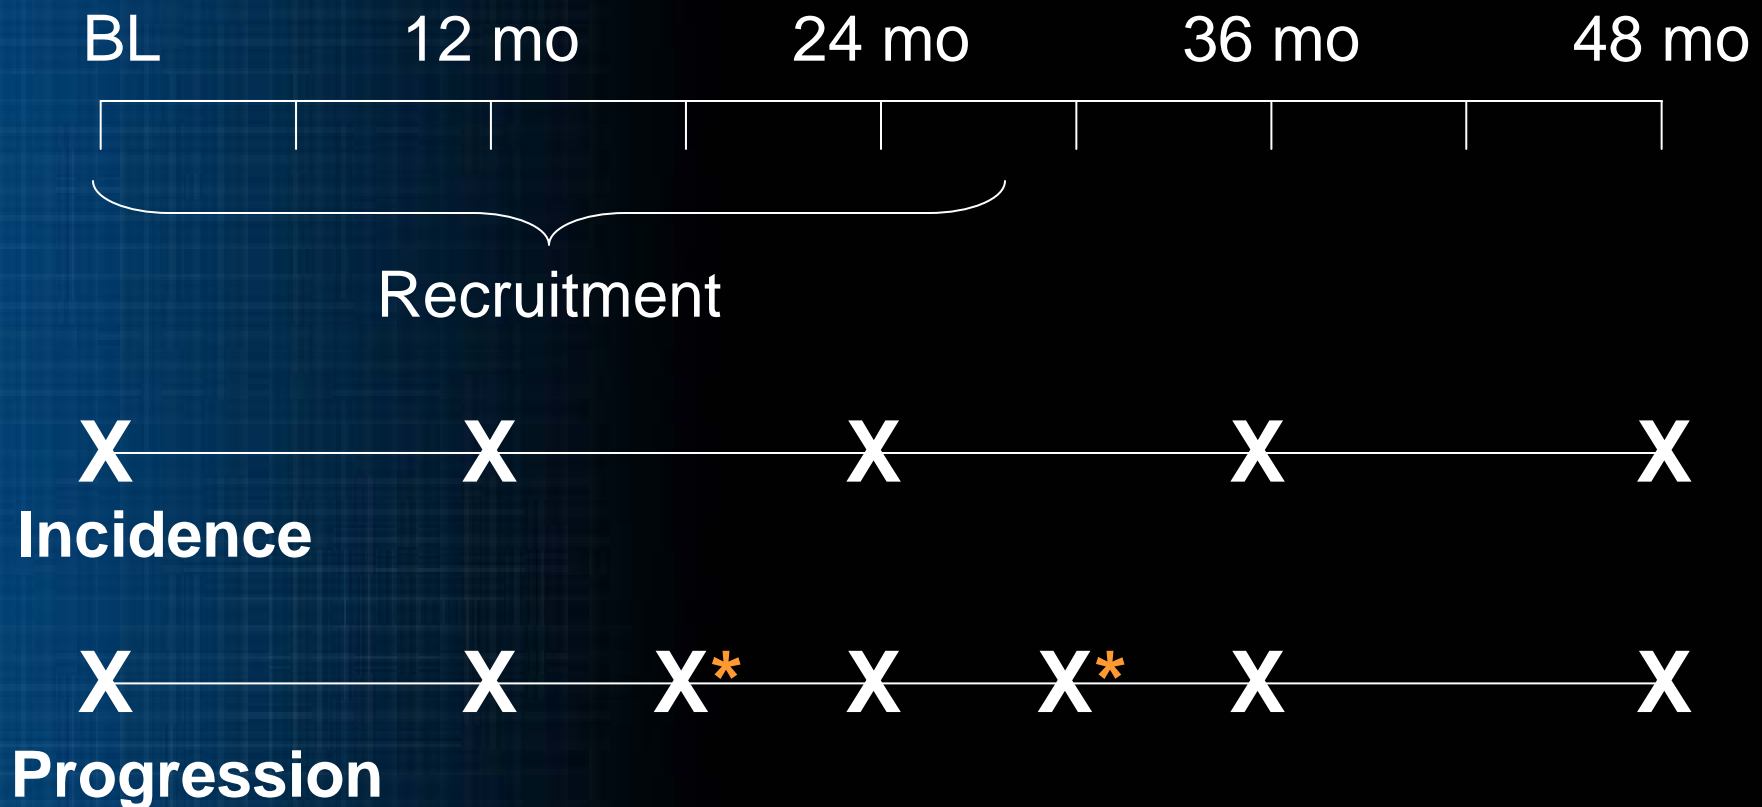 BL 12 mo 24 mo 36 mo 48 mo
Recruitment
X X X X X
Incidence
X X X* X X* X X
Progression